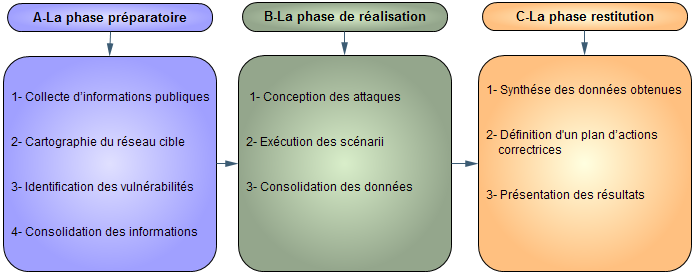 A-La phase préparatoire
1- Collecte d'informations publiques
2- Cartographie du réseau cible
3- Identification des vulnérabilités
4- Consolidation des informations
B-La phase de réalisation
1- Conception des attaques
2- Exécution des scénarii
3- Consolidation des données
C-La phase restitution
1- Synthése des données obtenues
2- Définition d'un plan d'actions
correctrices
3- Présentation des résultats